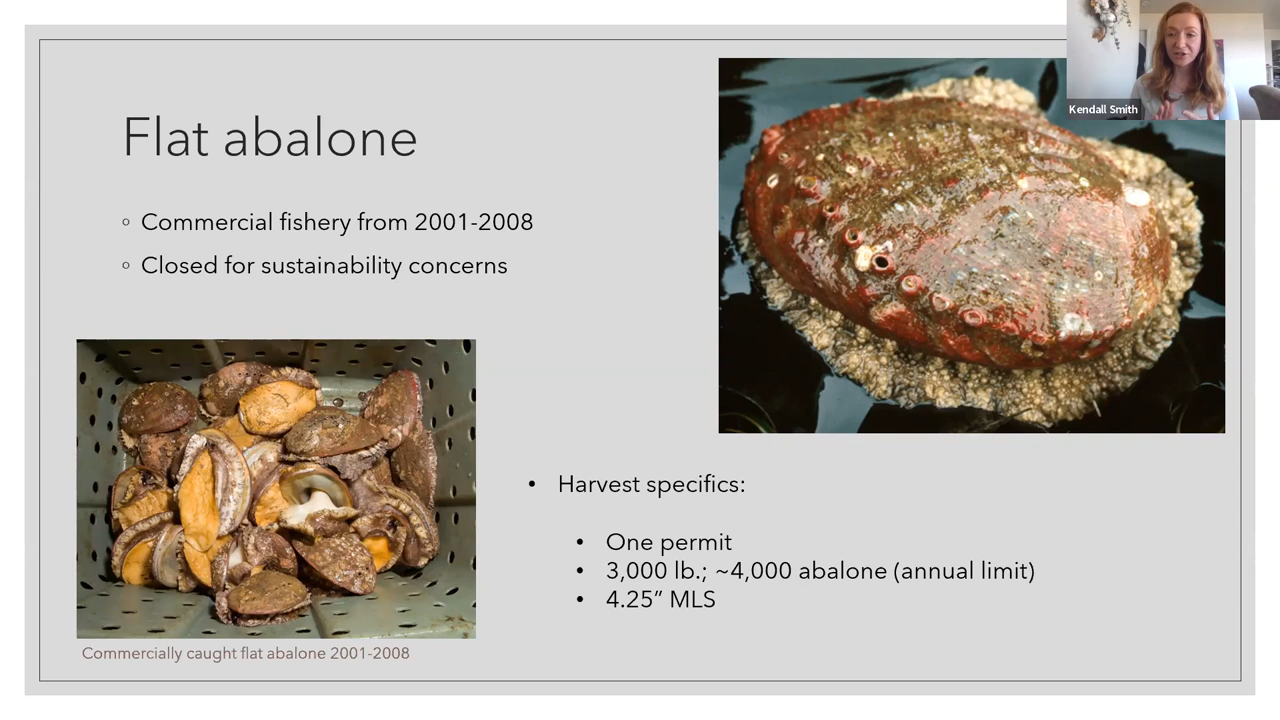 Kendall Smith
Flat abalone
◦ Commercial fishery from 2001-2008
◦ Closed for sustainability concerns
• Harvest specifics:
• One permit
• 3,000 lb.; ~4,000 abalone (annual limit)
• 4.25” MLS
Commercially caught flat abalone 2001-2008